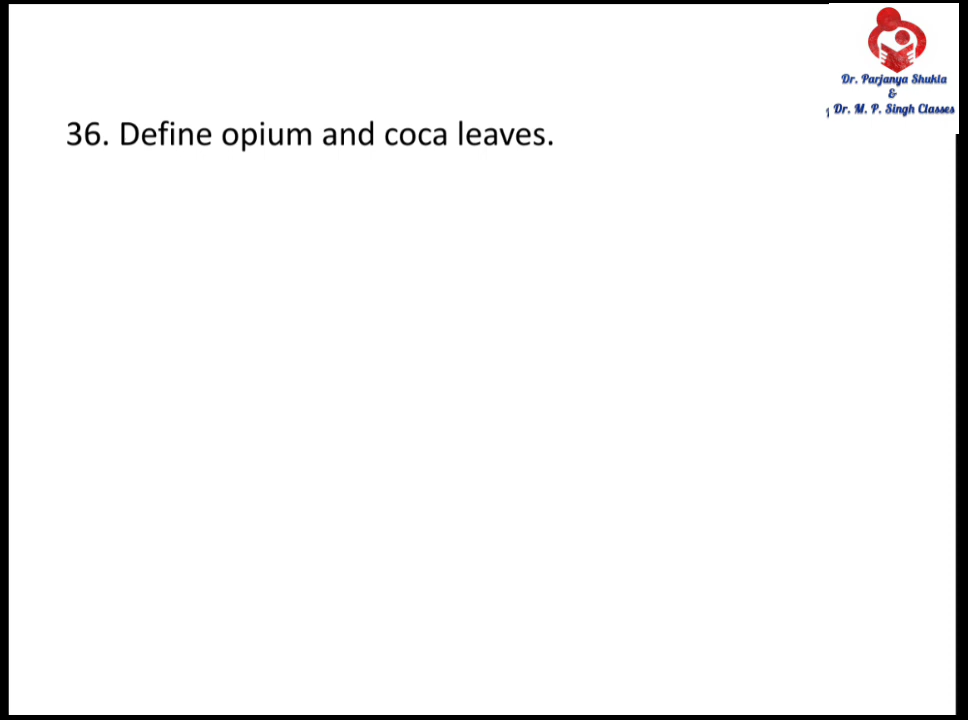 Dr. Parjanya Shukla
&
Dr. M. P. Singh Classes
36. Define opium and coca leaves.